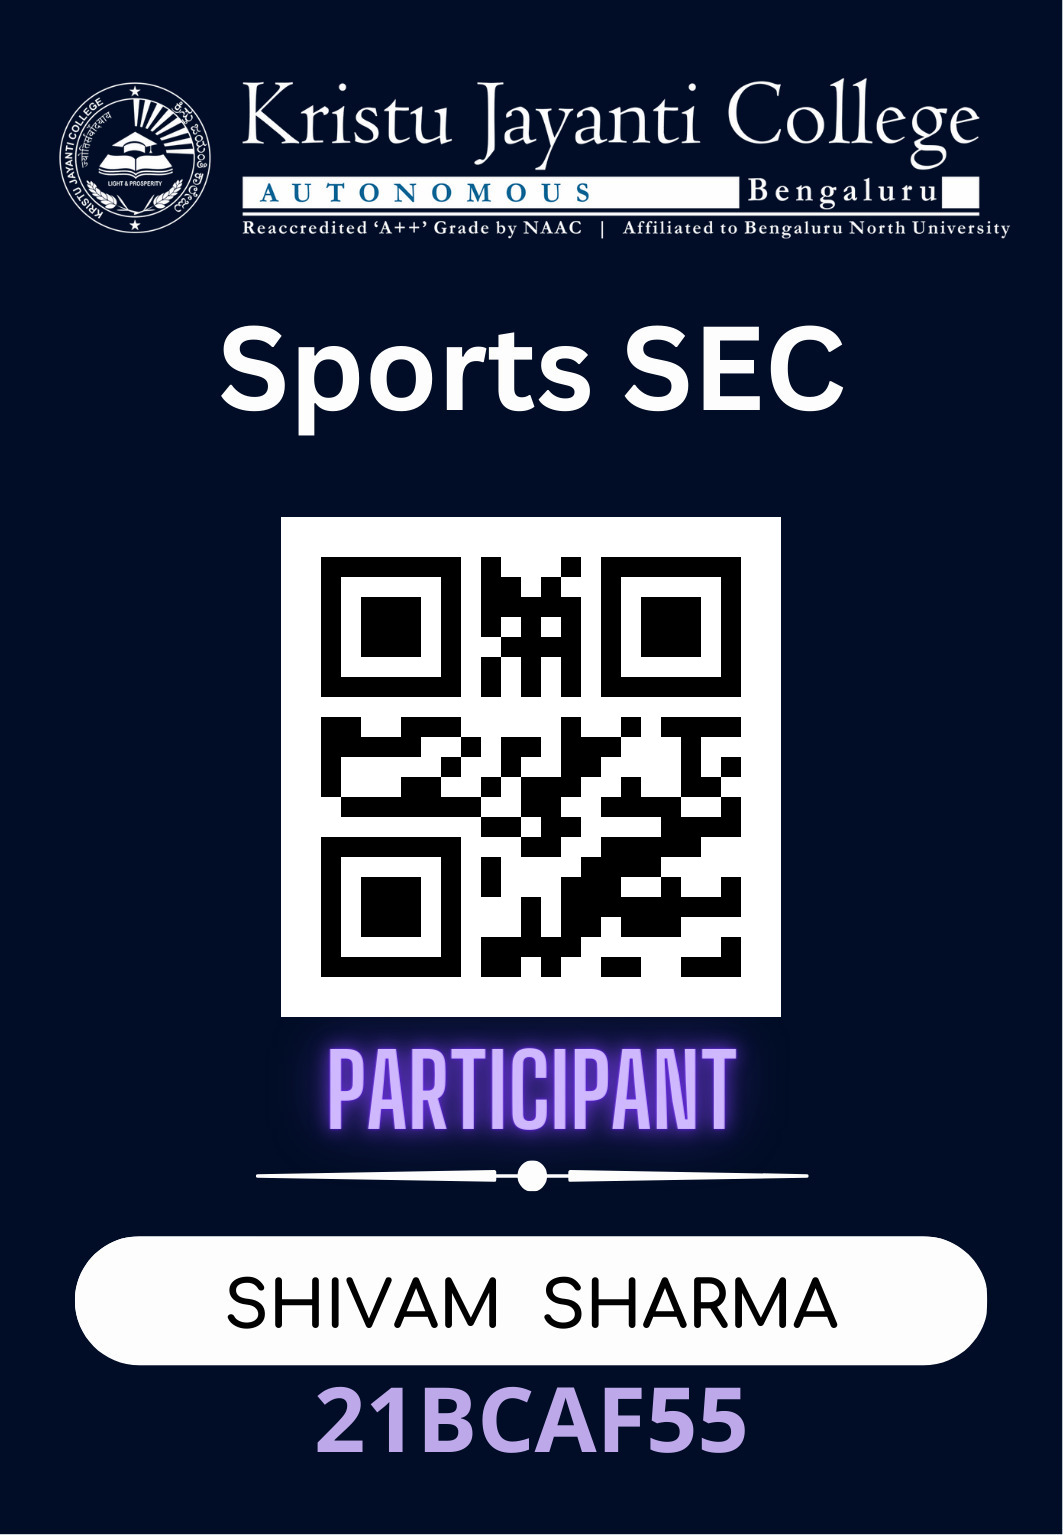 Kristu Jayanti College
AUTONOMOUS Bengaluru
Reaccredited ‘A++’ Grade by NAAC | Affiliated to Bengaluru North University
KRISTU JAYANTI COLLEGE
LIGHT & PROSPERITY
Sports SEC
PARTICIPANT
SHIVAM SHARMA
21BCAF55